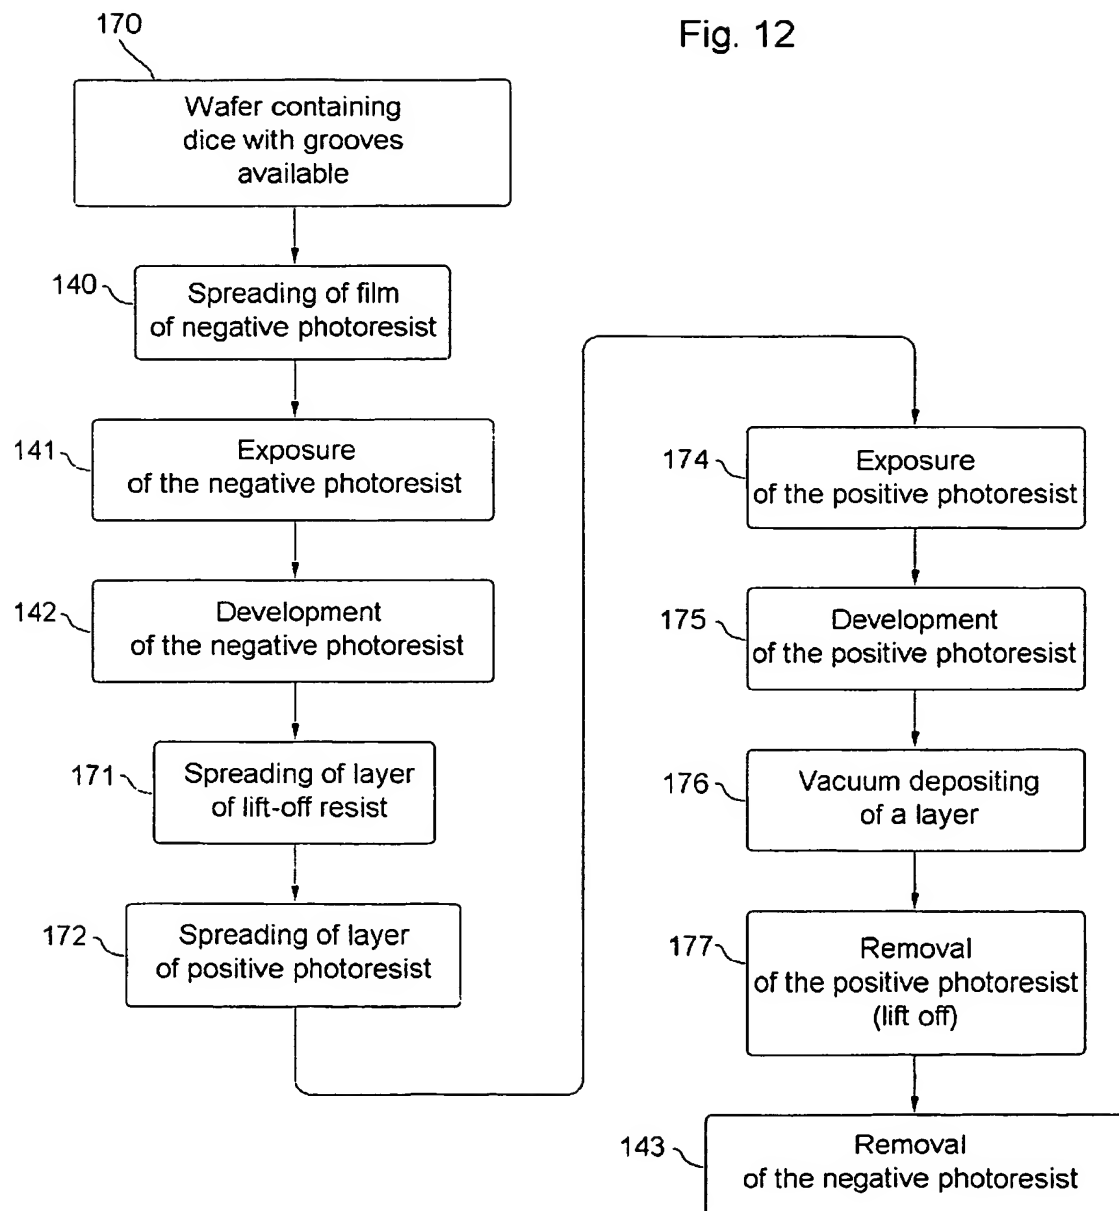 Fig. 12
170
Wafer containing
dice with grooves
available
140
Spreading of film
of negative photoresist
141
Exposure
of the negative photoresist
142
Development
of the negative photoresist
171
Spreading of layer
of lift-off resist
172
Spreading of layer
of positive photoresist
174
Exposure
of the positive photoresist
175
Development
of the positive photoresist
176
Vacuum depositing
of a layer
177
Removal
of the positive photoresist
(lift off)
143
Removal
of the negative photoresist